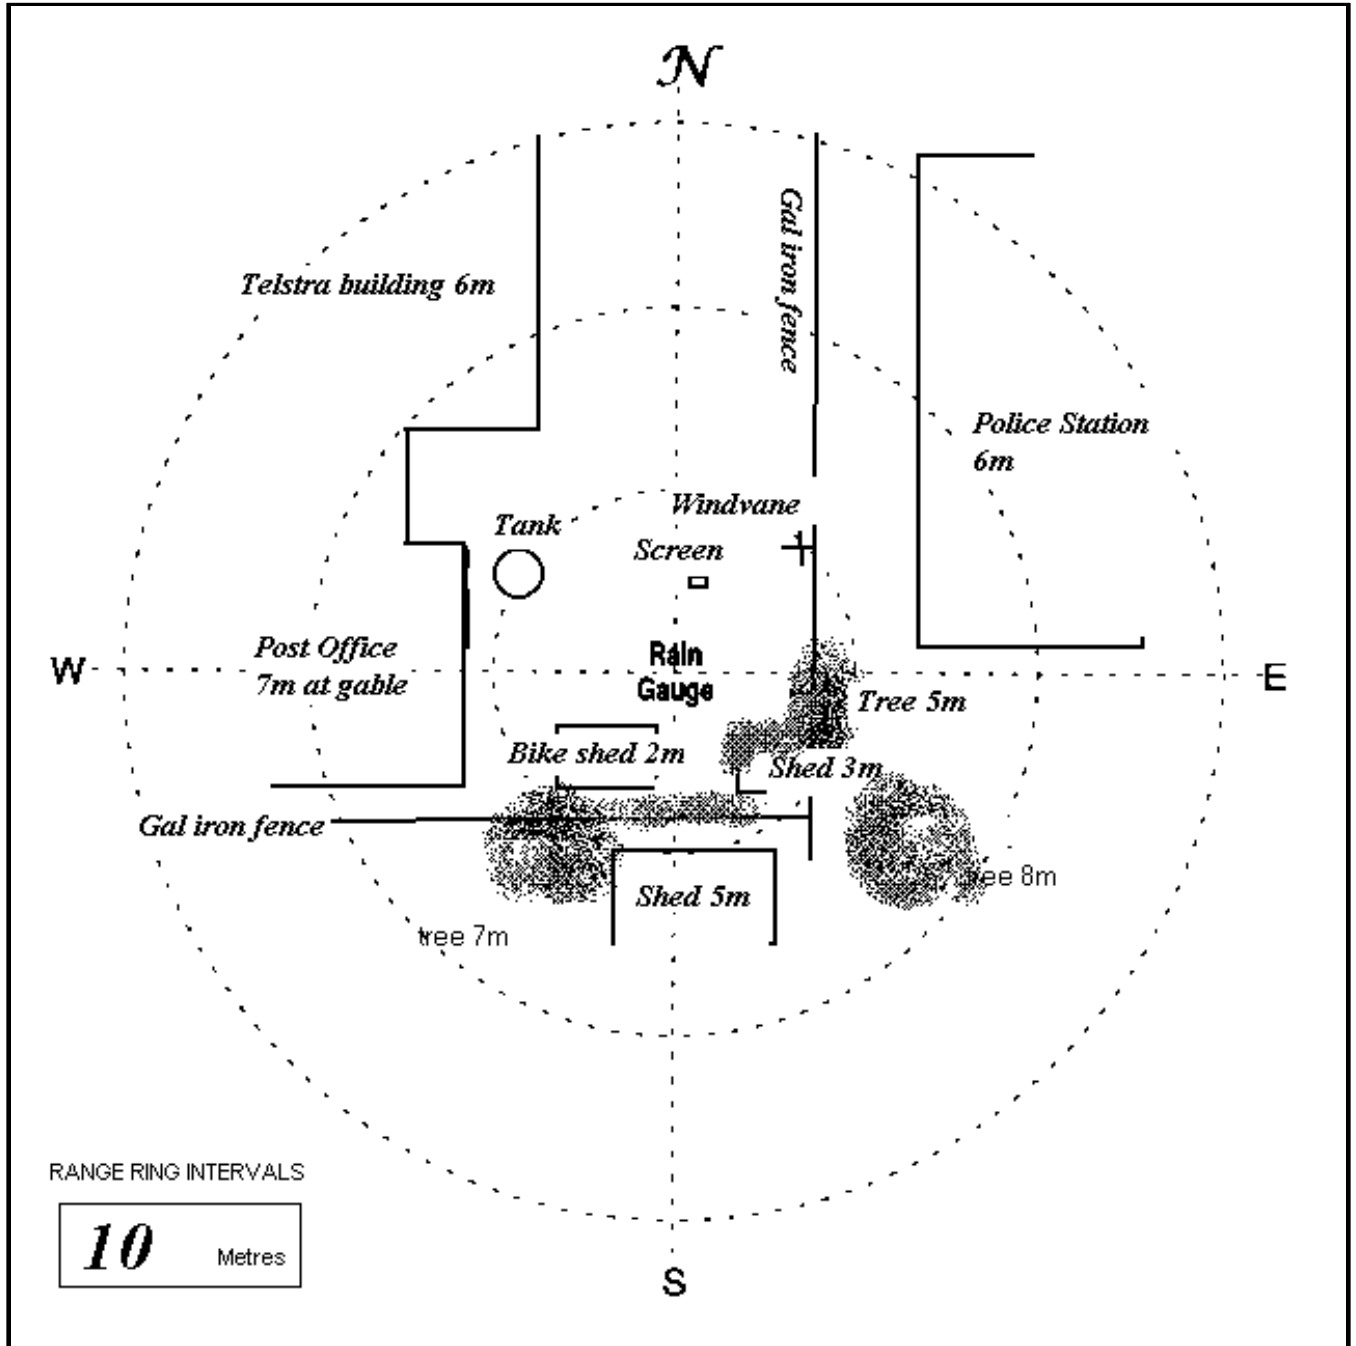 N
Gal iron fence
Telstra building 6m
Police Station
6m
Windvane
Tank
Screen
Post Office
7m at gable
Rain
Gauge
W
E
Tree 5m
Bike shed 2m
Shed 3m
Gal iron fence
Shed 5m
tree 8m
tree 7m
RANGE RING INTERVALS
10 Metres
S